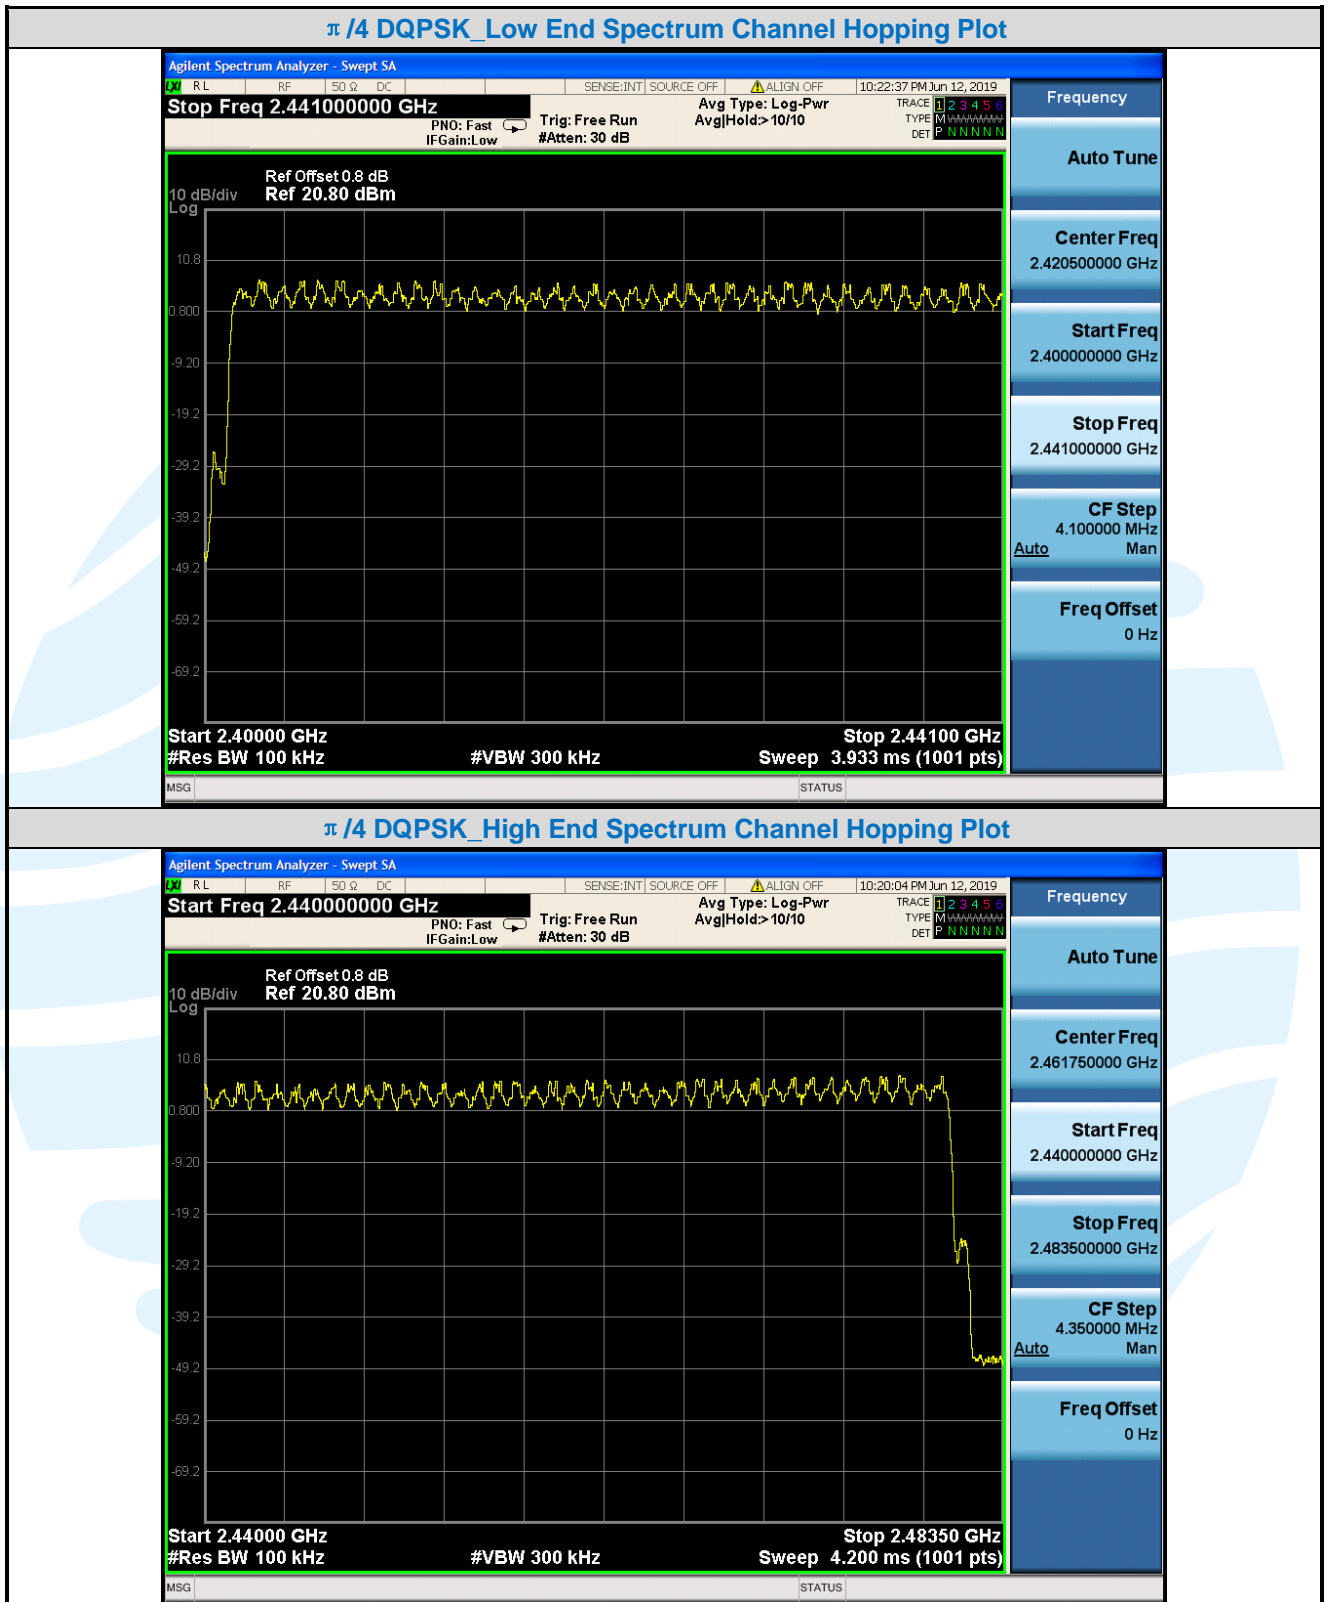 π /4 DQPSK_Low End Spectrum Channel Hopping Plot
Agilent Spectrum Analyzer - Swept SA
LXI RL RF 50 Ω DC SENSE:INT SOURCE OFF ALIGN OFF 10:22:37 PM Jun 12, 2019
Stop Freq 2.441000000 GHz
PNO: Fast
IFGain:Low
Trig: Free Run
#Atten: 30 dB
Avg Type: Log-Pwr
Avg|Hold:>10/10
TRACE 1 2 3 4 5 6
TYPE M WWWWW
DET P N N N N N
Ref Offset 0.8 dB
10 dB/div Ref 20.80 dBm
Log
10.8
0.800
-9.20
-19.2
-29.2
-39.2
-49.2
-59.2
-69.2
Start 2.40000 GHz Stop 2.44100 GHz
#Res BW 100 kHz #VBW 300 kHz Sweep 3.933 ms (1001 pts)
MSG STATUS
Frequency
Auto Tune
Center Freq
2.420500000 GHz
Start Freq
2.400000000 GHz
Stop Freq
2.441000000 GHz
CF Step
4.100000 MHz
Auto Man
Freq Offset
0 Hz
π /4 DQPSK_High End Spectrum Channel Hopping Plot
Agilent Spectrum Analyzer - Swept SA
LXI RL RF 50 Ω DC SENSE:INT SOURCE OFF ALIGN OFF 10:20:04 PM Jun 12, 2019
Start Freq 2.440000000 GHz
PNO: Fast
IFGain:Low
Trig: Free Run
#Atten: 30 dB
Avg Type: Log-Pwr
Avg|Hold:>10/10
TRACE 1 2 3 4 5 6
TYPE M WWWWW
DET P N N N N N
Ref Offset 0.8 dB
10 dB/div Ref 20.80 dBm
Log
10.8
0.800
-9.20
-19.2
-29.2
-39.2
-49.2
-59.2
-69.2
Start 2.44000 GHz Stop 2.48350 GHz
#Res BW 100 kHz #VBW 300 kHz Sweep 4.200 ms (1001 pts)
MSG STATUS
Frequency
Auto Tune
Center Freq
2.461750000 GHz
Start Freq
2.440000000 GHz
Stop Freq
2.483500000 GHz
CF Step
4.350000 MHz
Auto Man
Freq Offset
0 Hz